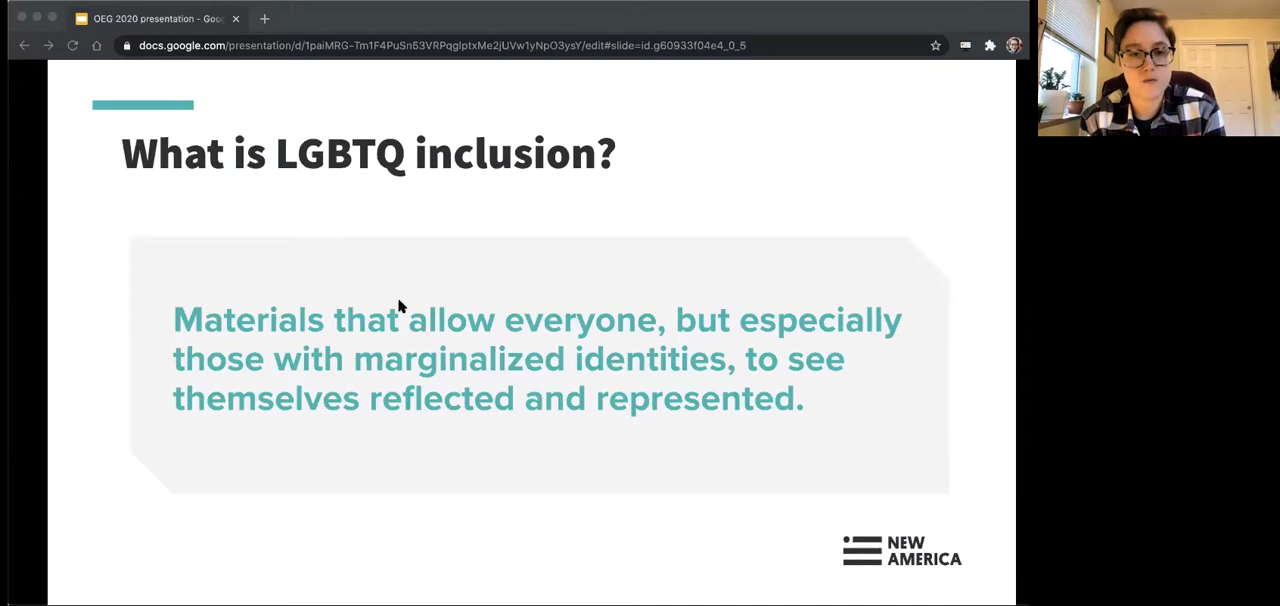 OEG 2020 presentation - Goo
docs.google.com/presentation/d/1paiMRG-Tm1F4PuSn53VRPqglptxMe2jUVw1yNpO3ysY/edit#slide=id.g60933f04e4_0_5
What is LGBTQ inclusion?
Materials that allow everyone, but especially
those with marginalized identities, to see
themselves reflected and represented.
NEW
AMERICA